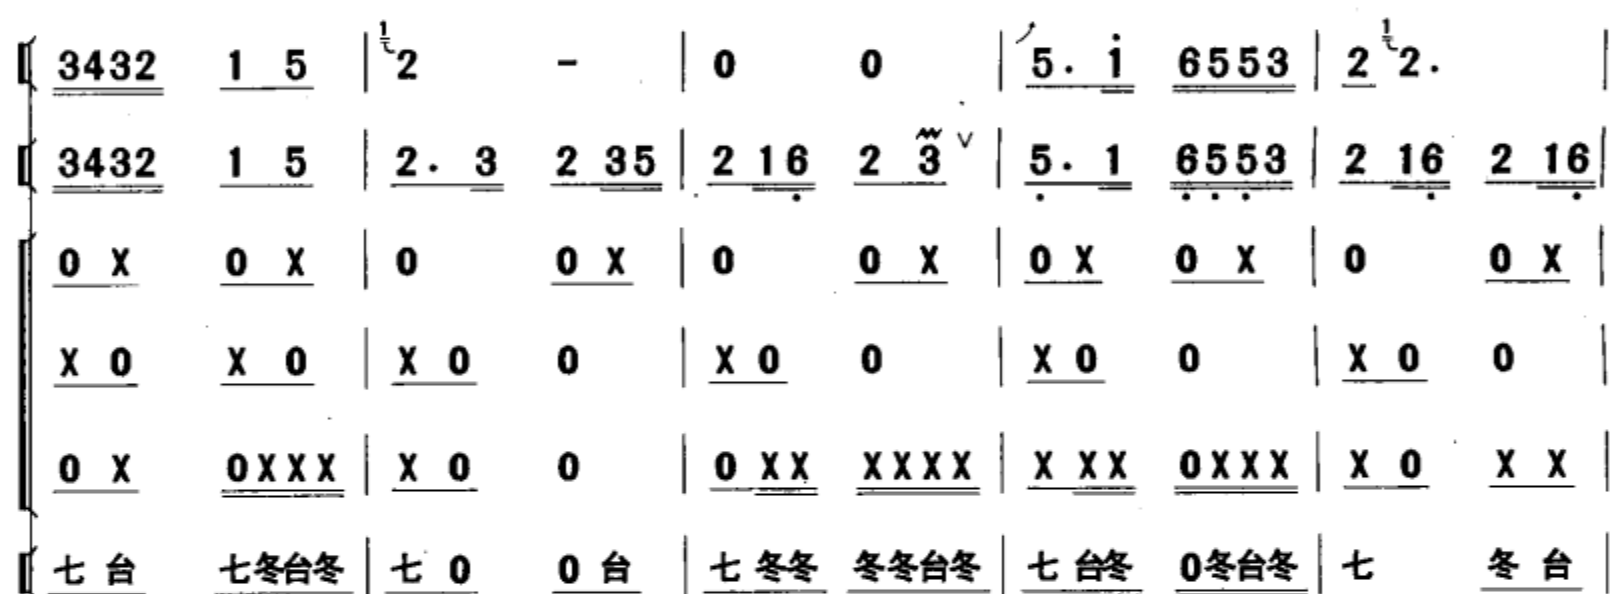 3432 1 5 | 1 2 - | 0 0 | 5. i 6553 | 2 1 2. |
3432 1 5 | 2. 3 2 35 | 2 16 2 3 ∨ | 5. 1 6553 | 2 16 2 16 |
0 X 0 X | 0 0 X | 0 0 X | 0 X 0 X | 0 0 X |
X 0 X 0 | X 0 0 | X 0 0 | X 0 0 | X 0 0 |
0 X 0XXX | X 0 0 | 0 XX XXXX | X XX 0XXX | X 0 X X |
七 台 七冬台冬 | 七 0 0 台 | 七 冬冬 冬冬台冬 | 七 台冬 0冬台冬 | 七 冬 台 |